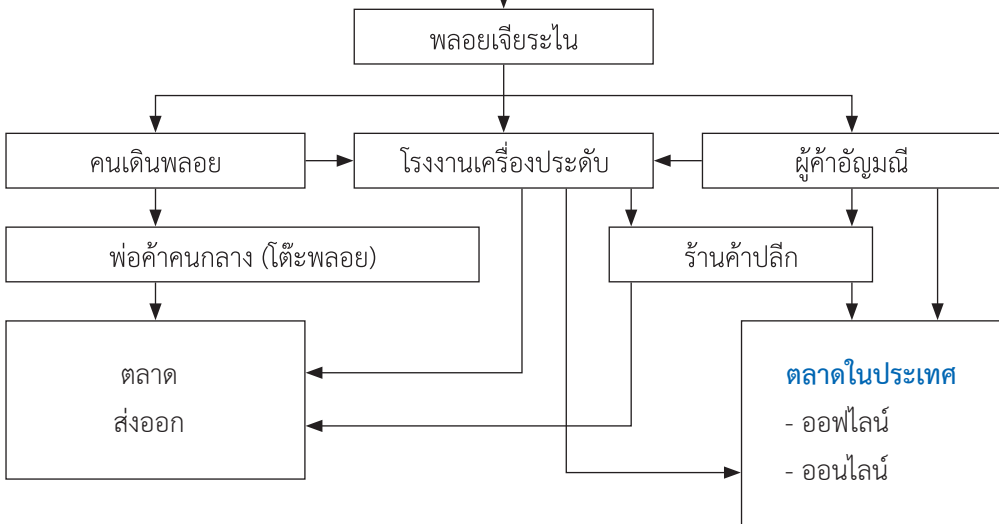 พลอยเจียระไน
คนเดินพลอย
โรงงานเครื่องประดับ
ผู้ค้าอัญมณี
พ่อค้าคนกลาง (โต๊ะพลอย)
ร้านค้าปลีก
ตลาด
ส่งออก
ตลาดในประเทศ
- ออฟไลน์
- ออนไลน์